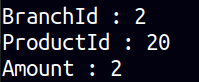 BranchId : 2
ProductId : 20
Amount : 2